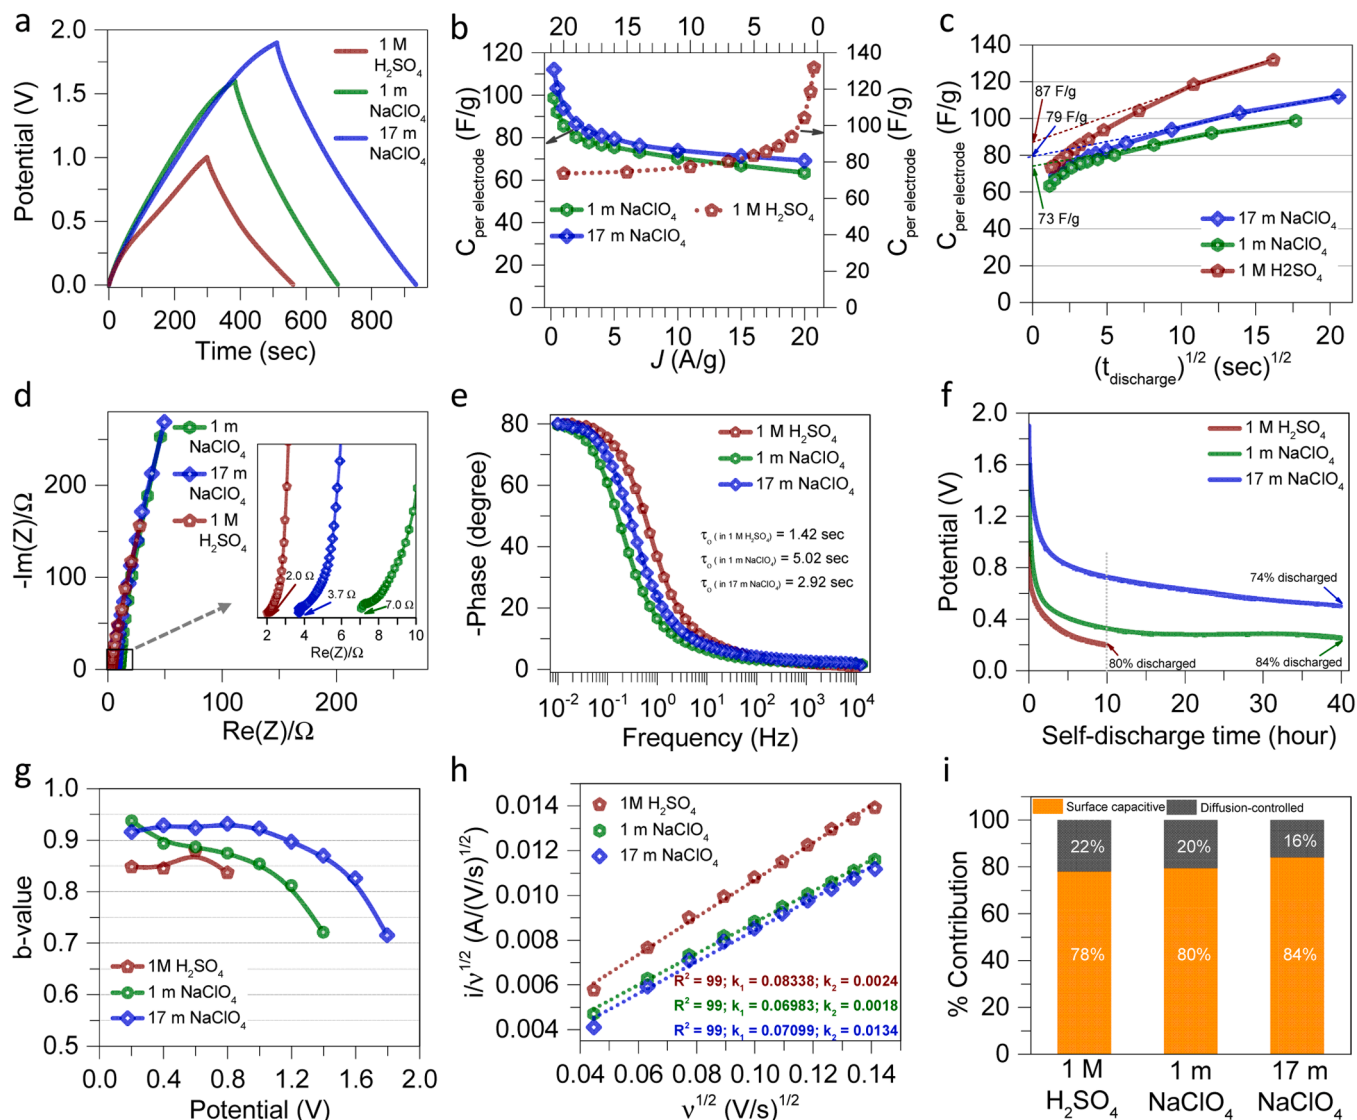 a
2.0
1.5
1.0
0.5
0.0
Potential (V)
0
200
400
600
800
Time (sec)
1 M
H₂SO₄
1 m
NaClO₄
17 m
NaClO₄
b
20
15
10
5
0
120
100
80
60
40
20
0
C per electrode (F/g)
0
5
10
15
20
J (A/g)
140
120
100
80
60
40
20
0
C per electrode (F/g)
1 m NaClO₄
1 M H₂SO₄
17 m NaClO₄
c
140
120
100
80
60
40
20
0
C per electrode (F/g)
87 F/g
79 F/g
73 F/g
17 m NaClO₄
1 m NaClO₄
1 M H2SO₄
0
5
10
15
20
(t discharge)^1/2 (sec)^1/2
d
200
100
0
-Im(Z)/Ω
0
100
200
Re(Z)/Ω
1 m
NaClO₄
17 m
NaClO₄
1 M
H₂SO₄
2.0 Ω
3.7 Ω
7.0 Ω
2
4
6
8
10
Re(Z)/Ω
e
80
60
40
20
0
-Phase (degree)
1 M H₂SO₄
1 m NaClO₄
17 m NaClO₄
τo (in 1 M H₂SO₄) = 1.42 sec
τo (in 1 m NaClO₄) = 5.02 sec
τo (in 17 m NaClO₄) = 2.92 sec
10⁻²
10⁻¹
10⁰
10¹
10²
10³
10⁴
Frequency (Hz)
f
2.0
1.6
1.2
0.8
0.4
0.0
Potential (V)
1 M H₂SO₄
1 m NaClO₄
17 m NaClO₄
74% discharged
80% discharged
84% discharged
0
10
20
30
40
Self-discharge time (hour)
g
1.0
0.9
0.8
0.7
0.6
0.5
b-value
1M H₂SO₄
1 m NaClO₄
17 m NaClO₄
0.0
0.4
0.8
1.2
1.6
2.0
Potential (V)
h
0.014
0.012
0.010
0.008
0.006
0.004
i/ν^1/2 (A/(V/s)^1/2)
1M H₂SO₄
1 m NaClO₄
17 m NaClO₄
R² = 99; k₁ = 0.08338; k₂ = 0.0024
R² = 99; k₁ = 0.06983; k₂ = 0.0018
R² = 99; k₁ = 0.07099; k₂ = 0.0134
0.04
0.06
0.08
0.10
0.12
0.14
ν^1/2 (V/s)^1/2
i
Surface capacitive
Diffusion-controlled
100
80
60
40
20
0
% Contribution
22%
20%
16%
78%
80%
84%
1 M
H₂SO₄
1 m
NaClO₄
17 m
NaClO₄